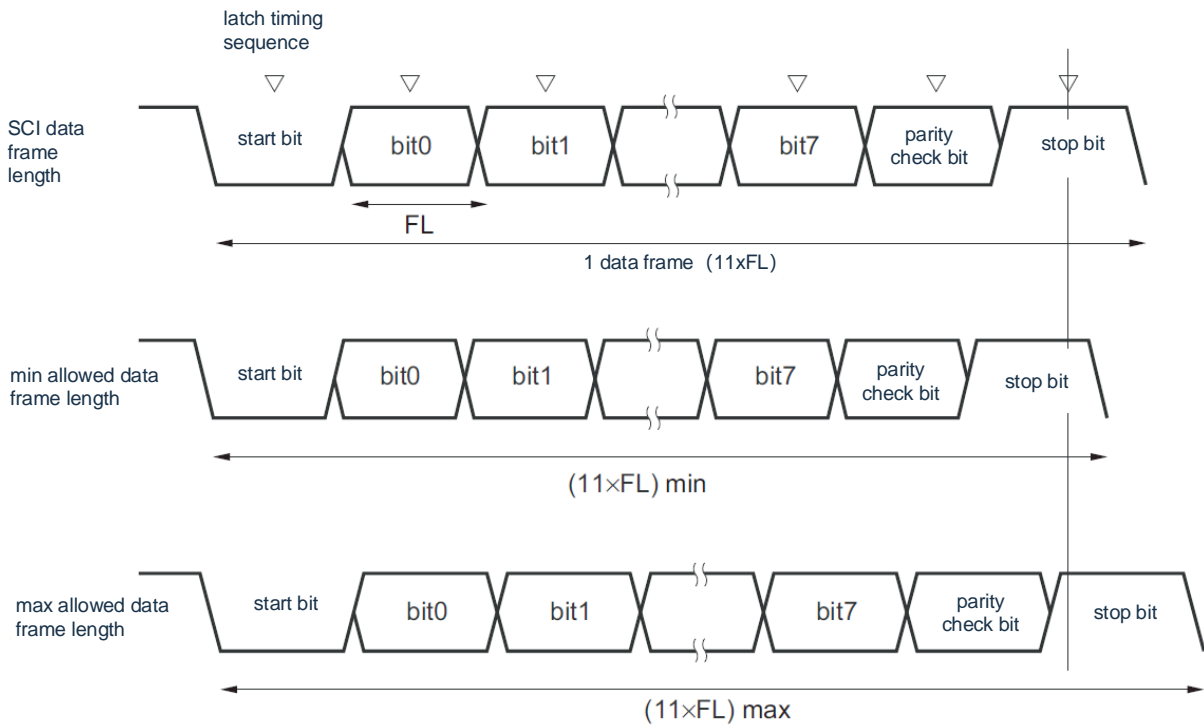 latch timing
sequence
SCI data
frame
length
start bit
bit0
bit1
bit7
parity
check bit
stop bit
FL
1 data frame (11xFL)
min allowed data
frame length
start bit
bit0
bit1
bit7
parity
check bit
stop bit
(11×FL) min
max allowed data
frame length
start bit
bit0
bit1
bit7
parity
check bit
stop bit
(11×FL) max